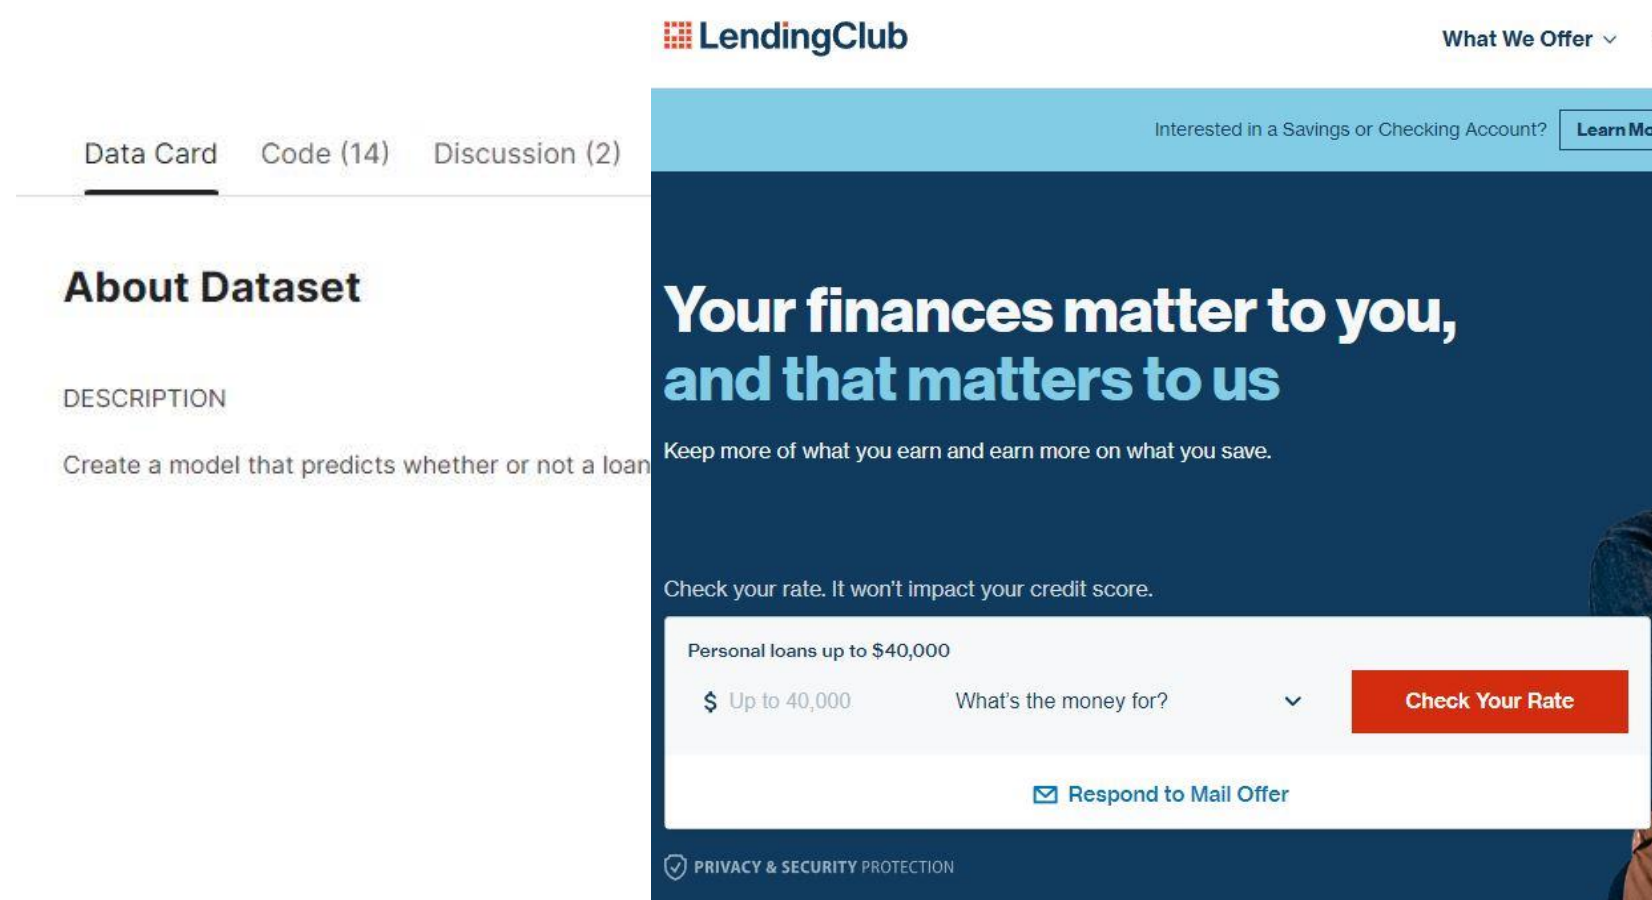 Data Card Code (14) Discussion (2)
About Dataset
DESCRIPTION
Create a model that predicts whether or not a loan
LendingClub
What We Offer
Interested in a Savings or Checking Account? Learn
Your finances matter to you,
and that matters to us
Keep more of what you earn and earn more on what you save.
Check your rate. It won't impact your credit score.
Personal loans up to $40,000
$ Up to 40,000 What's the money for? Check Your Rate
Respond to Mail Offer
PRIVACY & SECURITY PROTECTION